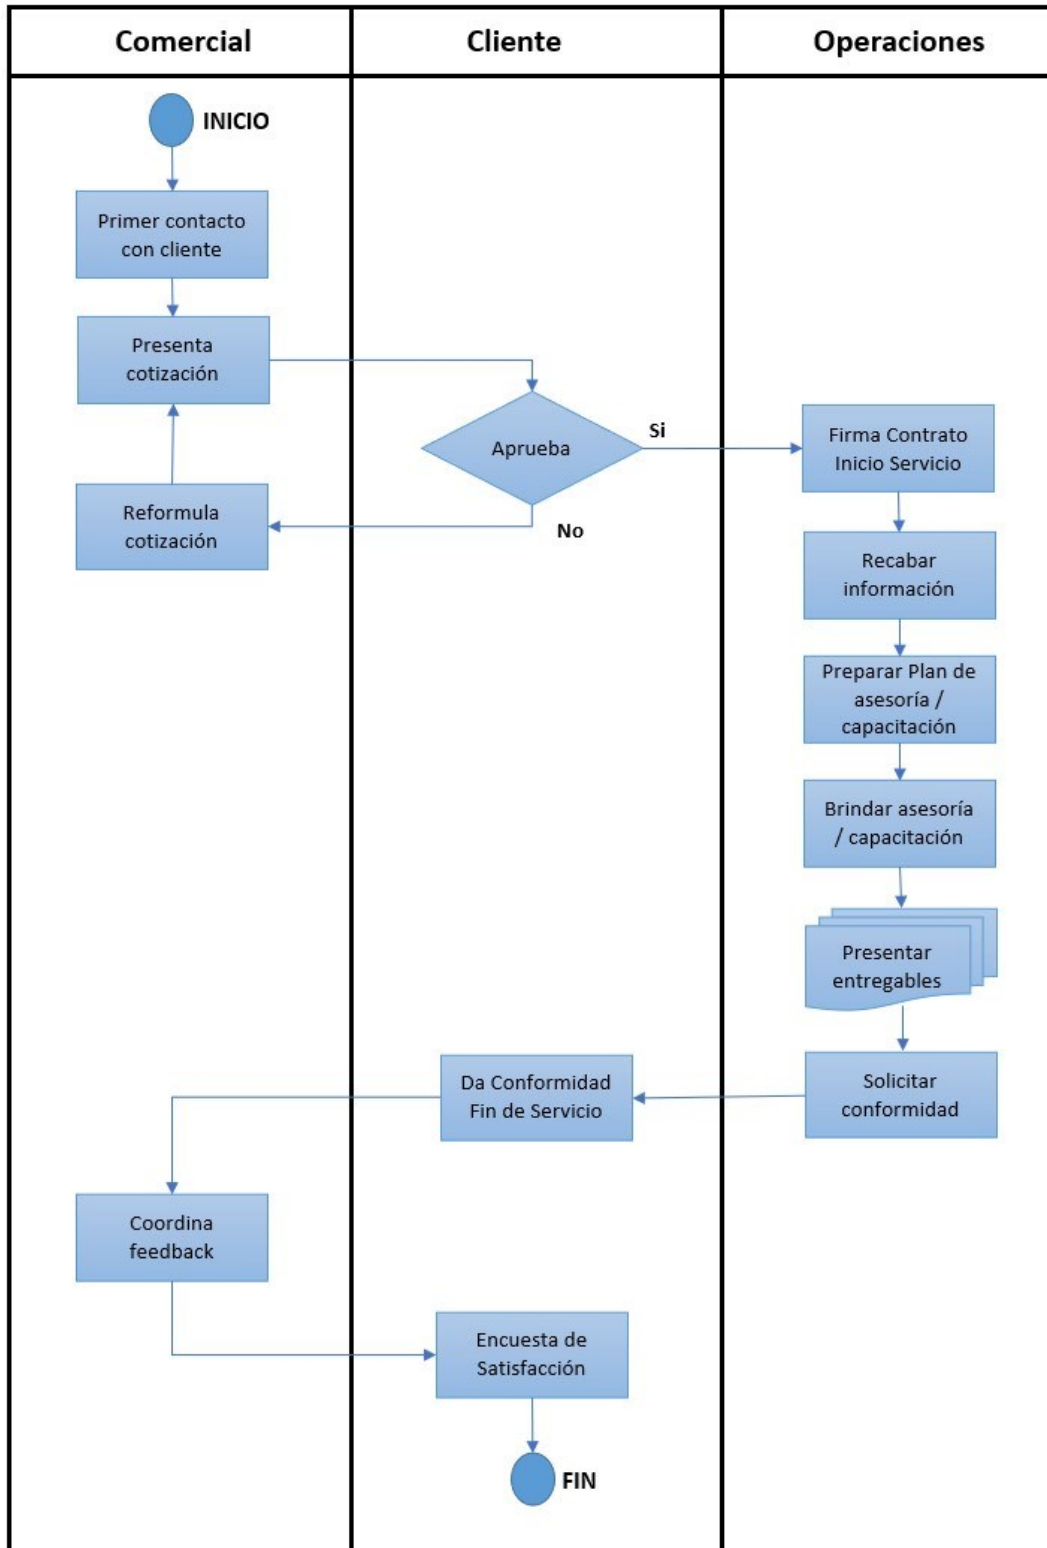 Comercial
Cliente
Operaciones
INICIO
Primer contacto
con cliente
Presenta
cotización
Aprueba
Si
No
Reformula
cotización
Firma Contrato
Inicio Servicio
Recabar
información
Preparar Plan de
asesoría /
capacitación
Brindar asesoría
/ capacitación
Presentar
entregables
Solicitar
conformidad
Da Conformidad
Fin de Servicio
Coordina
feedback
Encuesta de
Satisfacción
FIN